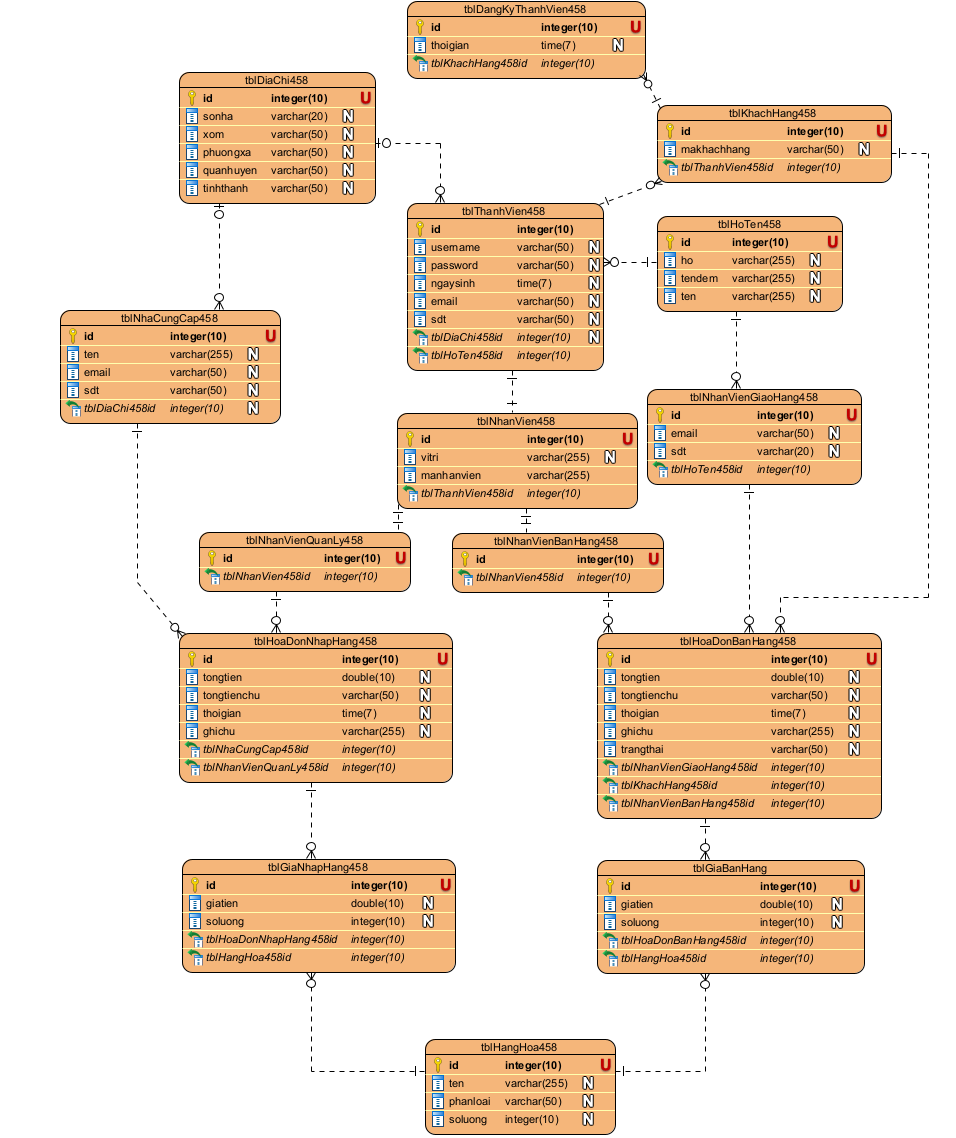 tblDangKyThanhVien458
id integer(10) U
thoigian time(7) N
tblKhachHang458id integer(10)
tblDiaChi458
id integer(10) U
sonha varchar(20) N
xom varchar(50) N
phuongxa varchar(50) N
quanhuyen varchar(50) N
tinhthanh varchar(50) N
tblKhachHang458
id integer(10) U
makhachhang varchar(50) N
tblThanhVien458id integer(10)
tblThanhVien458
id integer(10)
username varchar(50) N
password varchar(50) N
ngaysinh time(7) N
email varchar(50) N
sdt varchar(50) N
tblDiaChi458id integer(10) N
tblHoTen458id integer(10)
tblHoTen458
id integer(10) U
ho varchar(255) N
tendem varchar(255) N
ten varchar(255) N
tblNhaCungCap458
id integer(10) U
ten varchar(255) N
email varchar(50) N
sdt varchar(50) N
tblDiaChi458id integer(10) N
tblNhanVien458
id integer(10) U
vitri varchar(255) N
manhanvien varchar(255)
tblThanhVien458id integer(10)
tblNhanVienGiaoHang458
id integer(10) U
email varchar(50) N
sdt varchar(20) N
tblHoTen458id integer(10)
tblNhanVienQuanLy458
id integer(10) U
tblNhanVien458id integer(10)
tblNhanVienBanHang458
id integer(10) U
tblNhanVien458id integer(10)
tblHoaDonNhapHang458
id integer(10) U
tongtien double(10) N
tongtienchu varchar(50) N
thoigian time(7) N
ghichu varchar(255) N
tblNhaCungCap458id integer(10)
tblNhanVienQuanLy458id integer(10)
tblHoaDonBanHang458
id integer(10) U
tongtien double(10) N
tongtienchu varchar(50) N
thoigian time(7) N
ghichu varchar(255) N
trangthai varchar(50) N
tblNhanVienGiaoHang458id integer(10)
tblKhachHang458id integer(10)
tblNhanVienBanHang458id integer(10)
tblGiaNhapHang458
id integer(10) U
giatien double(10) N
soluong integer(10) N
tblHoaDonNhapHang458id integer(10)
tblHangHoa458id integer(10)
tblGiaBanHang
id integer(10) U
giatien double(10) N
soluong integer(10) N
tblHoaDonBanHang458id integer(10)
tblHangHoa458id integer(10)
tblHangHoa458
id integer(10) U
ten varchar(255) N
phanloai varchar(50) N
soluong integer(10) N